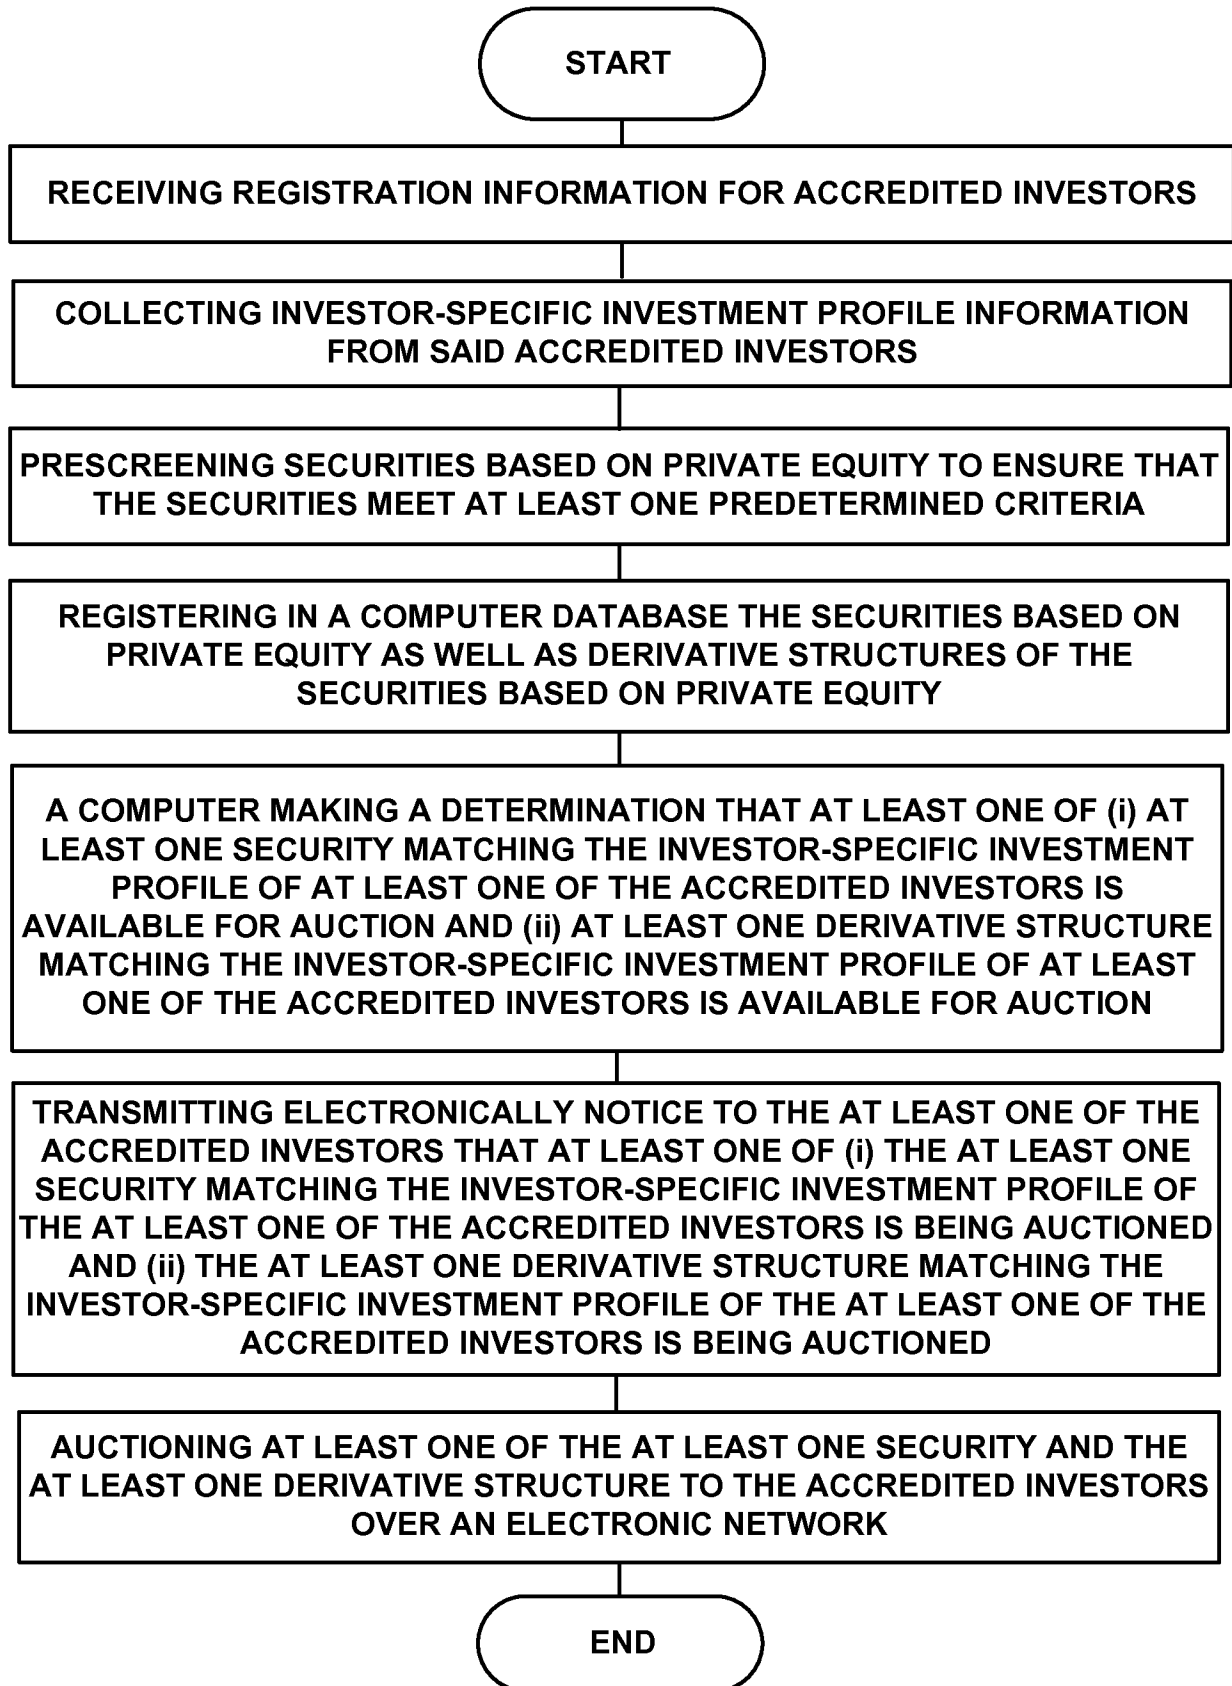 START
RECEIVING REGISTRATION INFORMATION FOR ACCREDITED INVESTORS
COLLECTING INVESTOR-SPECIFIC INVESTMENT PROFILE INFORMATION
FROM SAID ACCREDITED INVESTORS
PRESCREENING SECURITIES BASED ON PRIVATE EQUITY TO ENSURE THAT
THE SECURITIES MEET AT LEAST ONE PREDETERMINED CRITERIA
REGISTERING IN A COMPUTER DATABASE THE SECURITIES BASED ON
PRIVATE EQUITY AS WELL AS DERIVATIVE STRUCTURES OF THE
SECURITIES BASED ON PRIVATE EQUITY
A COMPUTER MAKING A DETERMINATION THAT AT LEAST ONE OF (i) AT
LEAST ONE SECURITY MATCHING THE INVESTOR-SPECIFIC INVESTMENT
PROFILE OF AT LEAST ONE OF THE ACCREDITED INVESTORS IS
AVAILABLE FOR AUCTION AND (ii) AT LEAST ONE DERIVATIVE STRUCTURE
MATCHING THE INVESTOR-SPECIFIC INVESTMENT PROFILE OF AT LEAST
ONE OF THE ACCREDITED INVESTORS IS AVAILABLE FOR AUCTION
TRANSMITTING ELECTRONICALLY NOTICE TO THE AT LEAST ONE OF THE
ACCREDITED INVESTORS THAT AT LEAST ONE OF (i) THE AT LEAST ONE
SECURITY MATCHING THE INVESTOR-SPECIFIC INVESTMENT PROFILE OF
THE AT LEAST ONE OF THE ACCREDITED INVESTORS IS BEING AUCTIONED
AND (ii) THE AT LEAST ONE DERIVATIVE STRUCTURE MATCHING THE
INVESTOR-SPECIFIC INVESTMENT PROFILE OF THE AT LEAST ONE OF THE
ACCREDITED INVESTORS IS BEING AUCTIONED
AUCTIONING AT LEAST ONE OF THE AT LEAST ONE SECURITY AND THE
AT LEAST ONE DERIVATIVE STRUCTURE TO THE ACCREDITED INVESTORS
OVER AN ELECTRONIC NETWORK
END